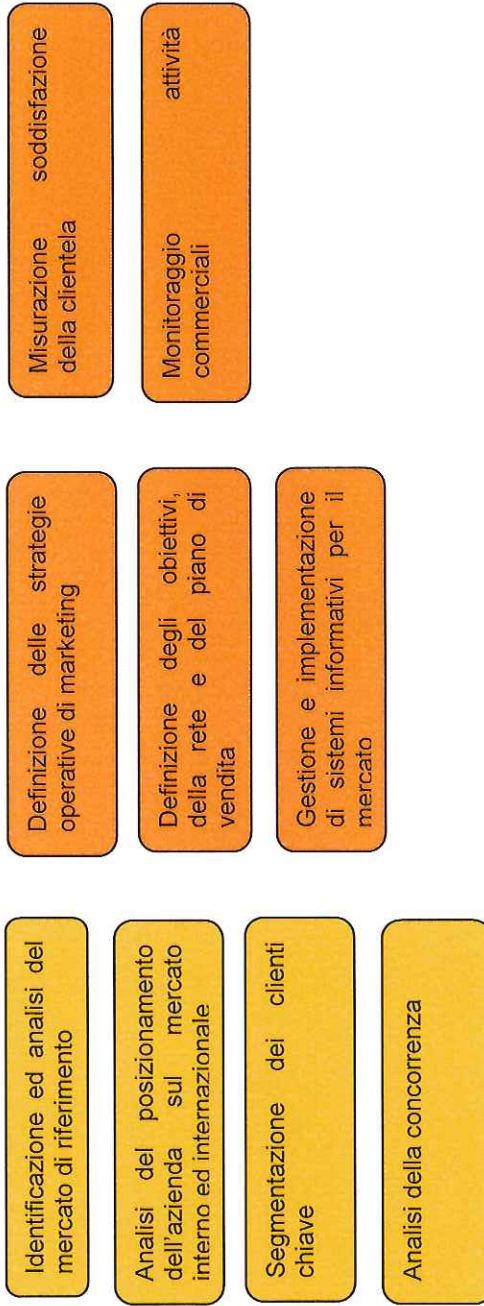 Identificazione ed analisi del
mercato di riferimento
Analisi del posizionamento
dell'azienda sul mercato
interno ed internazionale
Segmentazione dei clienti
chiave
Analisi della concorrenza
Definizione delle strategie
operative di marketing
Definizione degli obiettivi,
della rete e del piano di
vendita
Gestione e implementazione
di sistemi informativi per il
mercato
Misurazione soddisfazione
della clientela
Monitoraggio attività
commerciali